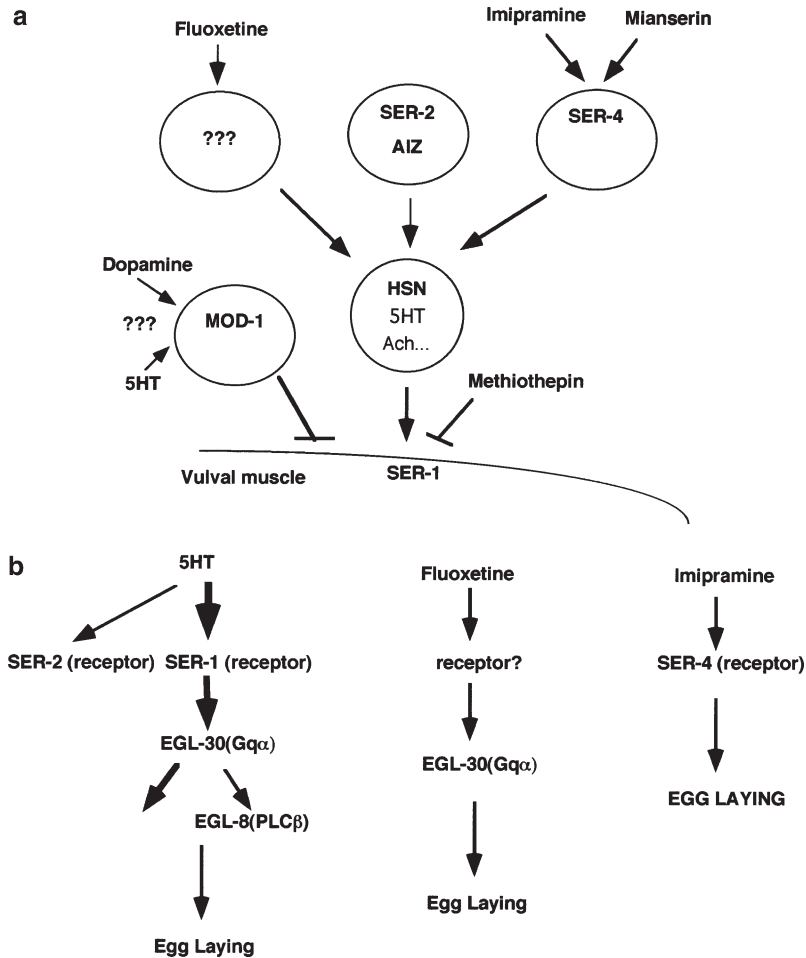 a
Fluoxetine
Imipramine
Mianserin
???
SER-2
AIZ
SER-4
Dopamine
???
5HT
MOD-1
HSN
5HT
Ach...
Methiothepin
Vulval muscle
SER-1
b
5HT
SER-2 (receptor) SER-1 (receptor)
EGL-30(Gqα)
EGL-8(PLCβ)
Egg Laying
Fluoxetine
receptor?
EGL-30(Gqα)
Egg Laying
Imipramine
SER-4 (receptor)
EGG LAYING